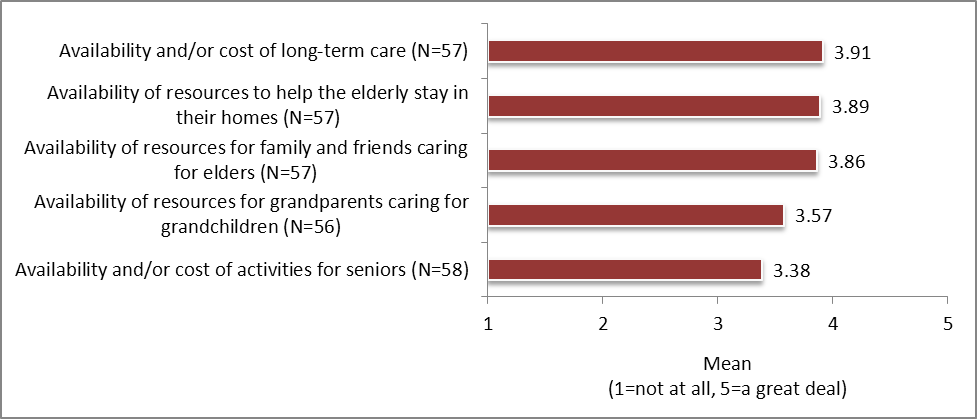 Availability and/or cost of long-term care (N=57)
3.91
Availability of resources to help the elderly stay in
their homes (N=57)
3.89
Availability of resources for family and friends caring
for elders (N=57)
3.86
Availability of resources for grandparents caring for
grandchildren (N=56)
3.57
Availability and/or cost of activities for seniors (N=58)
3.38
1 2 3 4 5
Mean
(1=not at all, 5=a great deal)